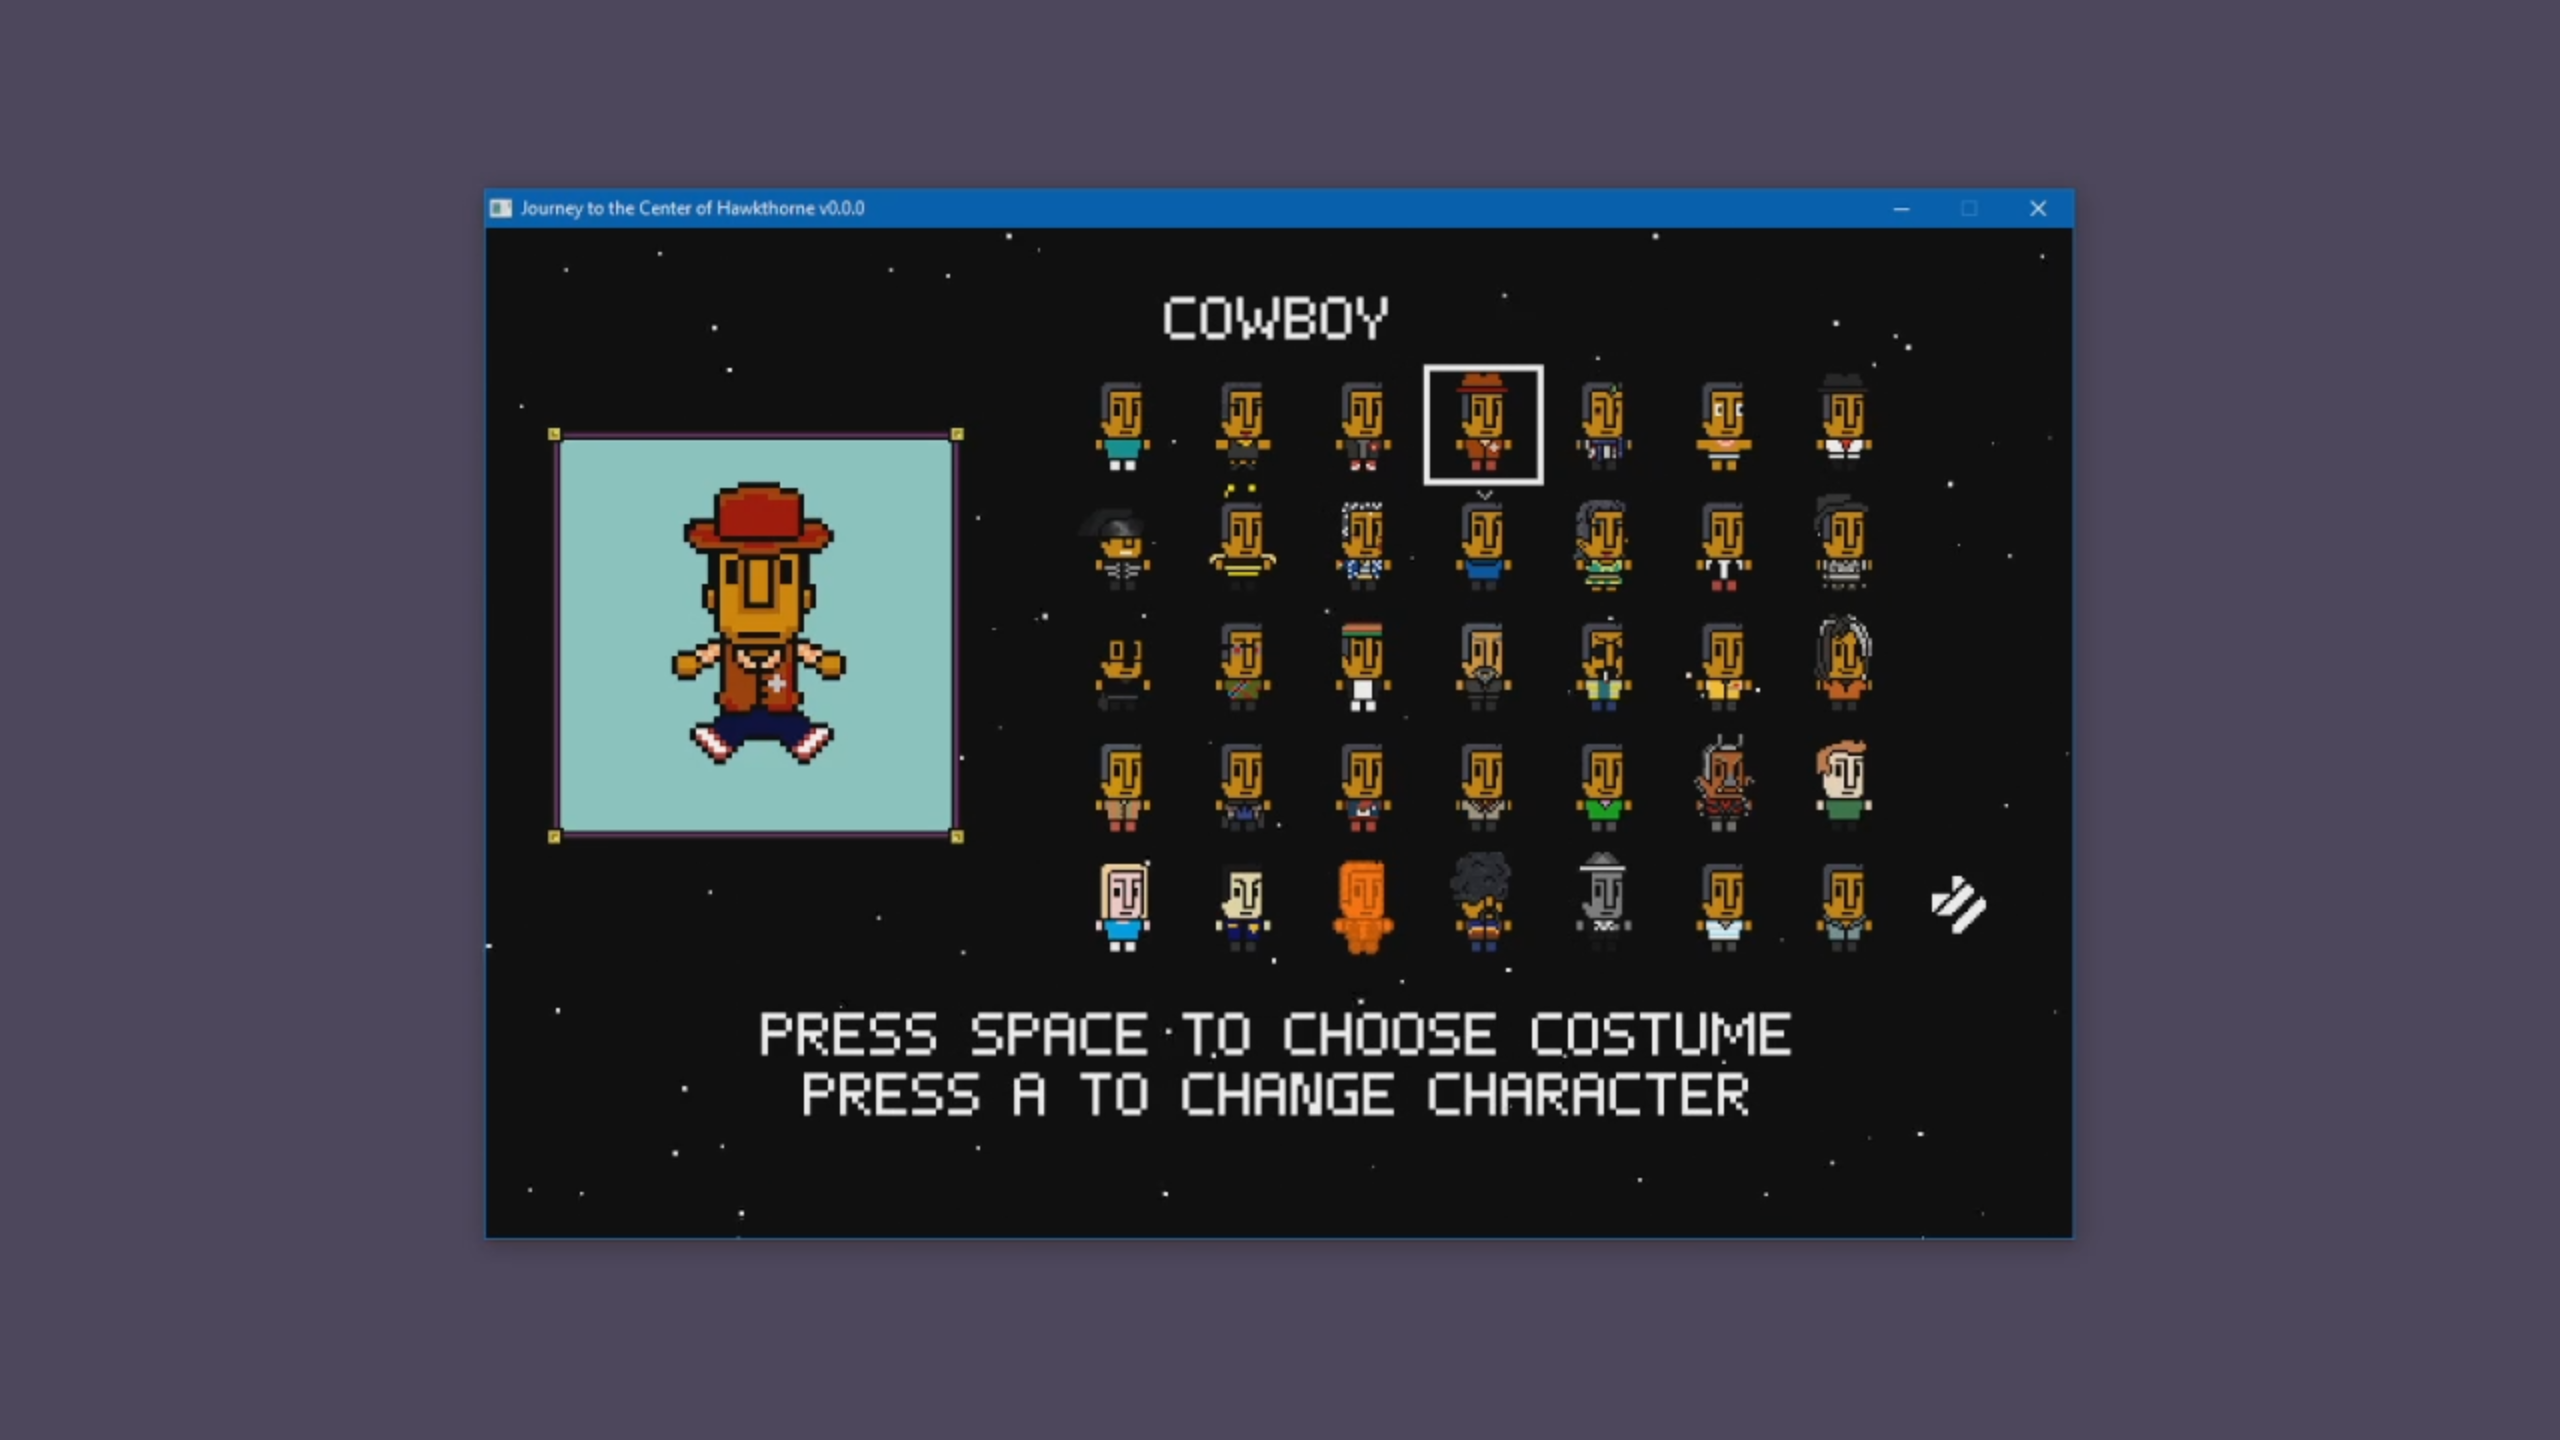 Journey to the Center of Hawkthorne v0.0.0
COWBOY
PRESS SPACE TO CHOOSE COSTUME
PRESS A TO CHANGE CHARACTER